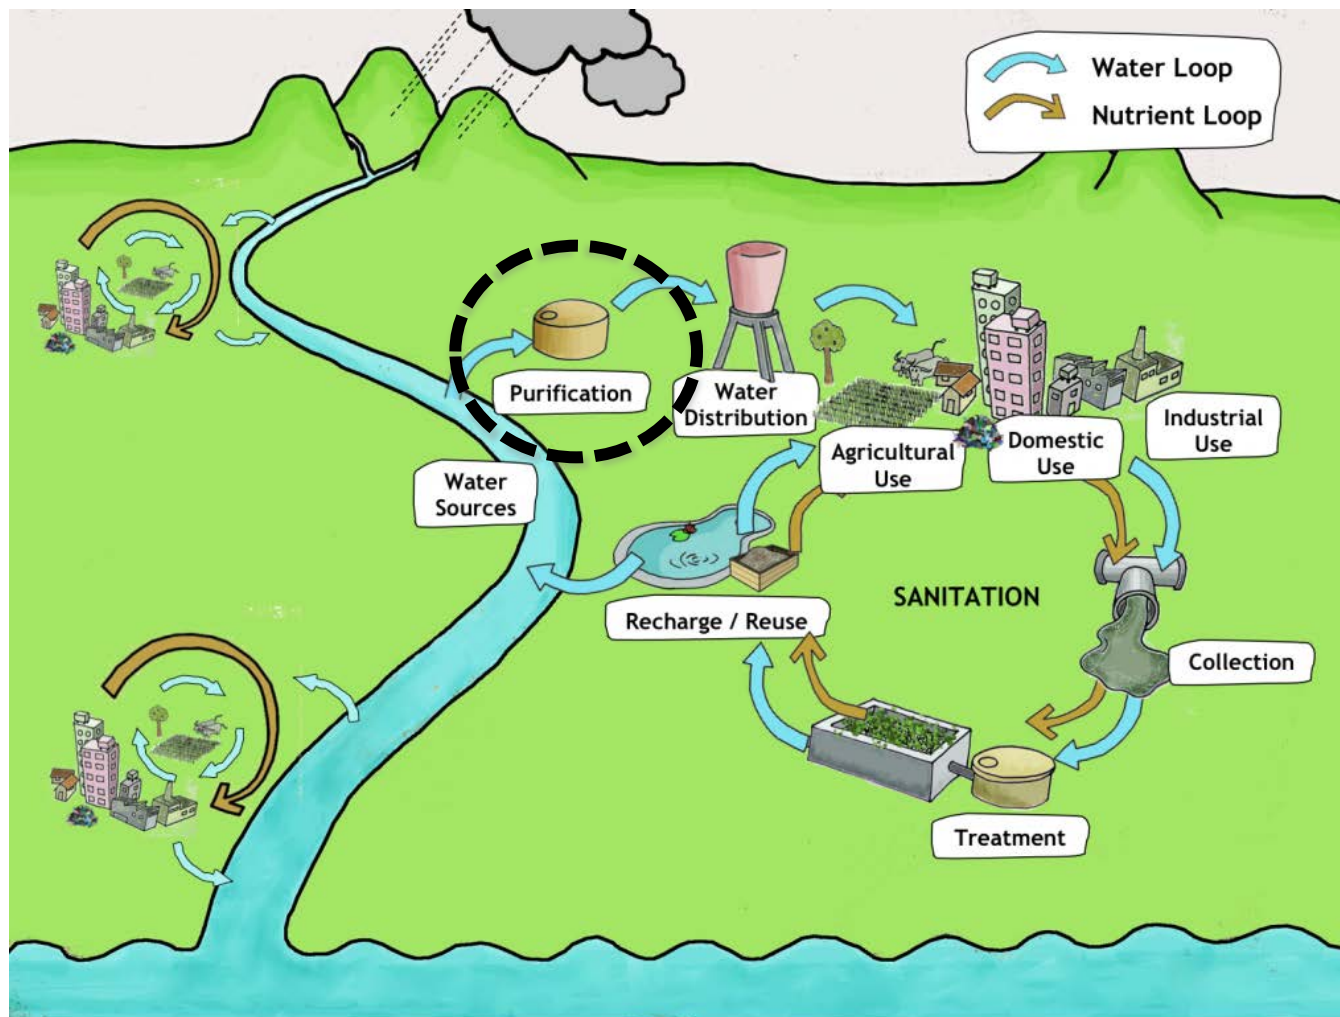 Water Loop
Nutrient Loop
Purification
Water
Distribution
Agricultural
Use
Domestic
Use
Industrial
Use
Water
Sources
SANITATION
Recharge / Reuse
Collection
Treatment